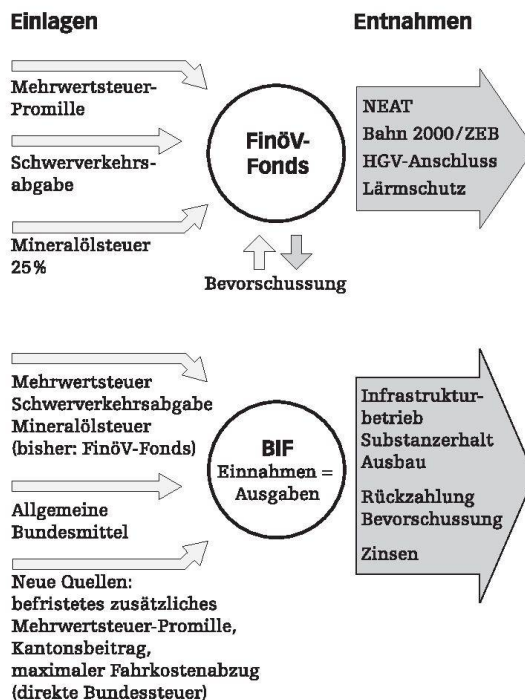 Einlagen
Entnahmen
Mehrwertsteuer-
Promille
Schwerverkehrs-
abgabe
Mineralölsteuer
25%
FinöV-
Fonds
Bevorschussung
NEAT
Bahn 2000/ZEB
HGV-Anschluss
Lärmschutz
Mehrwertsteuer
Schwerverkehrsabgabe
Mineralölsteuer
(bisher: FinöV-Fonds)
Allgemeine
Bundesmittel
Neue Quellen:
befristetes zusätzliches
Mehrwertsteuer-Promille,
Kantonsbeitrag,
maximaler Fahrkostenabzug
(direkte Bundessteuer)
BIF
Einnahmen =
Ausgaben
Infrastruktur-
betrieb
Substanzerhalt
Ausbau
Rückzahlung
Bevorschussung
Zinsen